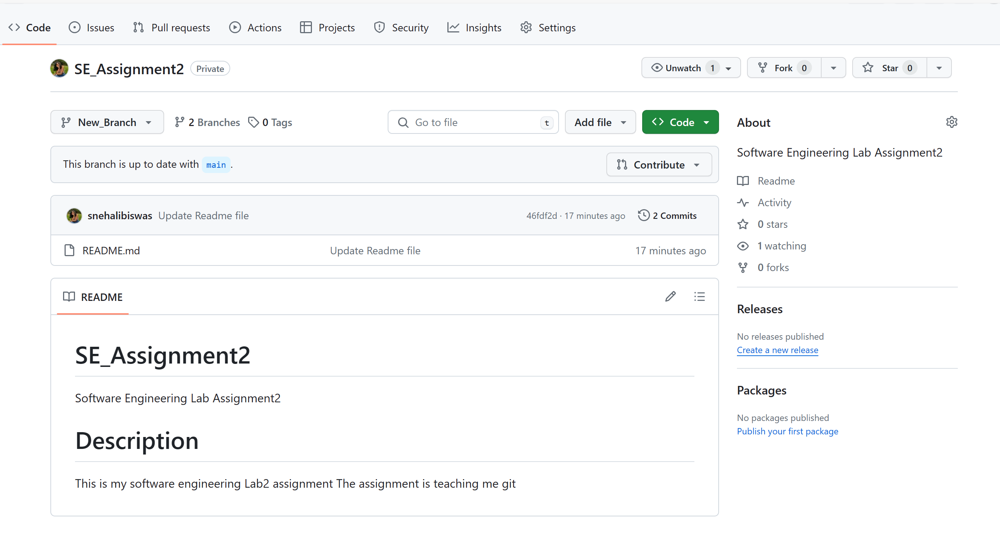 Code Issues Pull requests Actions Projects Security Insights Settings
SE_Assignment2 Private Unwatch 1 Fork 0 Star 0
New_Branch 2 Branches 0 Tags Go to file t Add file Code
This branch is up to date with main. Contribute
snehalibiswas Update Readme file 46fdf2d · 17 minutes ago 2 Commits
README.md Update Readme file 17 minutes ago
README
SE_Assignment2
Software Engineering Lab Assignment2
Description
This is my software engineering Lab2 assignment The assignment is teaching me git
About
Software Engineering Lab Assignment2
Readme
Activity
0 stars
1 watching
0 forks
Releases
No releases published
Create a new release
Packages
No packages published
Publish your first package